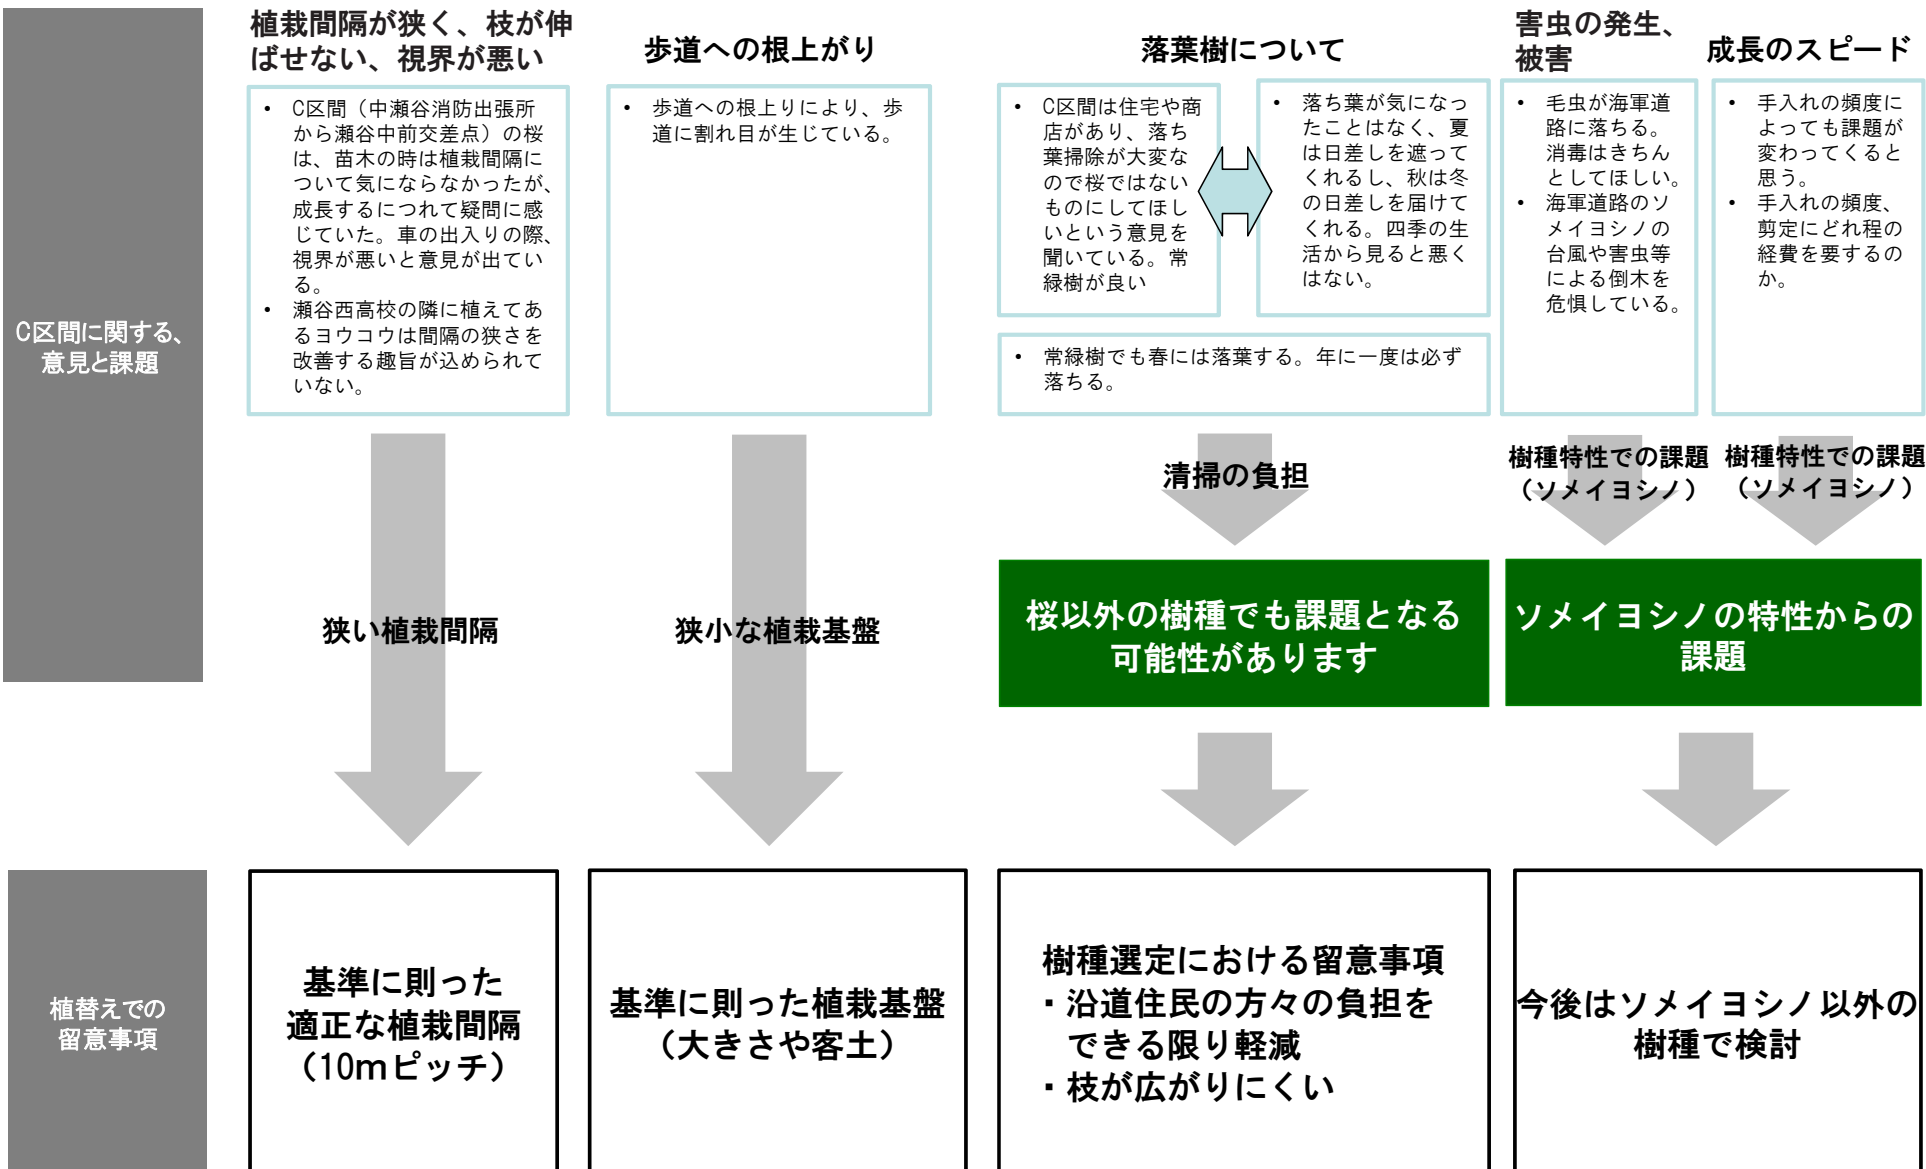 植栽間隔が狭く、枝が伸
ばせない、視界が悪い
歩道への根上がり
落葉樹について
害虫の発生、
被害
成長のスピード
C区間に関する、
意見と課題
• C区間（中瀬谷消防出張所
から瀬谷中前交差点）の桜
は、苗木の時は植栽間隔に
ついて気にならなかったが、
成長するにつれて疑問に感
じていた。車の出入りの際、
視界が悪いと意見が出てい
る。
• 瀬谷西高校の隣に植えてあ
るヨウコウは間隔の狭さを
改善する趣旨が込められて
いない。
• 歩道への根上りにより、歩
道に割れ目が生じている。
• C区間は住宅や商
店があり、落ち
葉掃除が大変な
ので桜ではない
ものにしてほし
いという意見を
聞いている。常
緑樹が良い
• 落ち葉が気になっ
たことはなく、夏
は日差しを遮って
くれるし、秋は冬
の日差しを届けて
くれる。四季の生
活から見ると悪く
はない。
• 常緑樹でも春には落葉する。年に一度は必ず
落ちる。
• 毛虫が海軍道
路に落ちる。
消毒はきちん
としてほしい。
• 海軍道路のソ
メイヨシノの
台風や害虫等
による倒木を
危惧している。
• 手入れの頻度に
よっても課題が
変わってくると
思う。
• 手入れの頻度、
剪定にどれ程の
経費を要するの
か。
狭い植栽間隔
狭小な植栽基盤
清掃の負担
樹種特性での課題
（ソメイヨシノ）
樹種特性での課題
（ソメイヨシノ）
桜以外の樹種でも課題となる
可能性があります
ソメイヨシノの特性からの
課題
植替えでの
留意事項
基準に則った
適正な植栽間隔
（10mピッチ）
基準に則った植栽基盤
（大きさや客土）
樹種選定における留意事項
・沿道住民の方々の負担を
できる限り軽減
・枝が広がりにくい
今後はソメイヨシノ以外の
樹種で検討